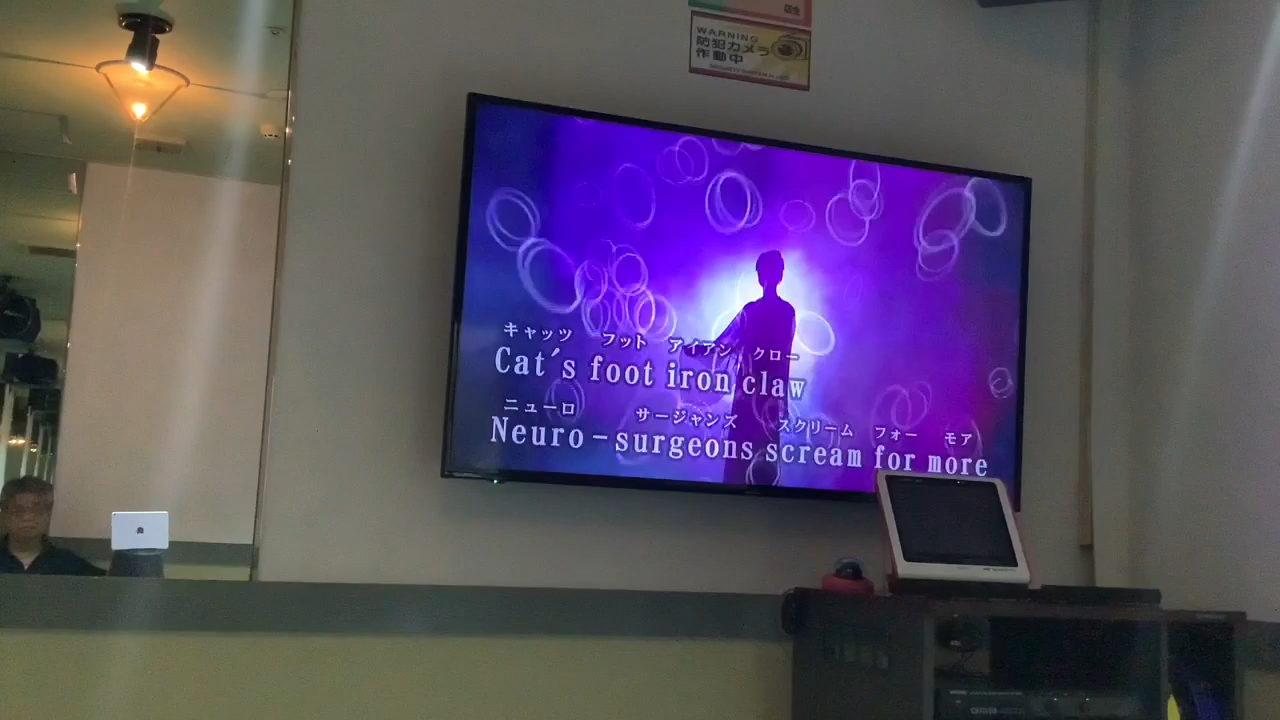 店舗
WARNING
防犯カメラ
作動中
キャッツ フット アイアン クロー
Cat's foot iron claw
ニューロ サージャンズ スクリーム フォー モア
Neuro-surgeons scream for more